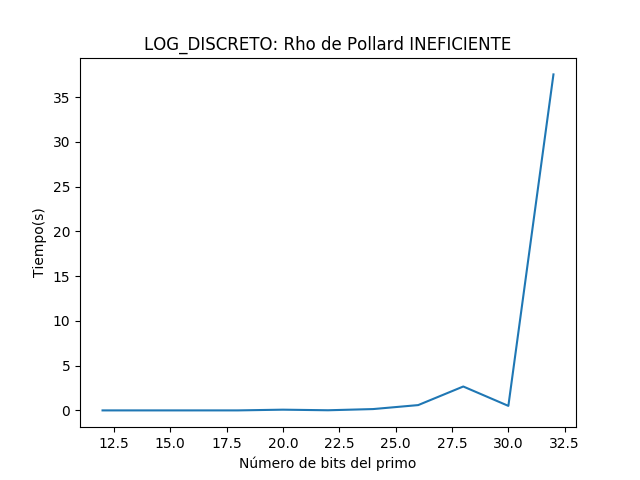 LOG_DISCRETO: Rho de Pollard INEFICIENTE
Tiempo(s)
35
30
25
20
15
10
5
0
12.5 15.0 17.5 20.0 22.5 25.0 27.5 30.0 32.5
Número de bits del primo